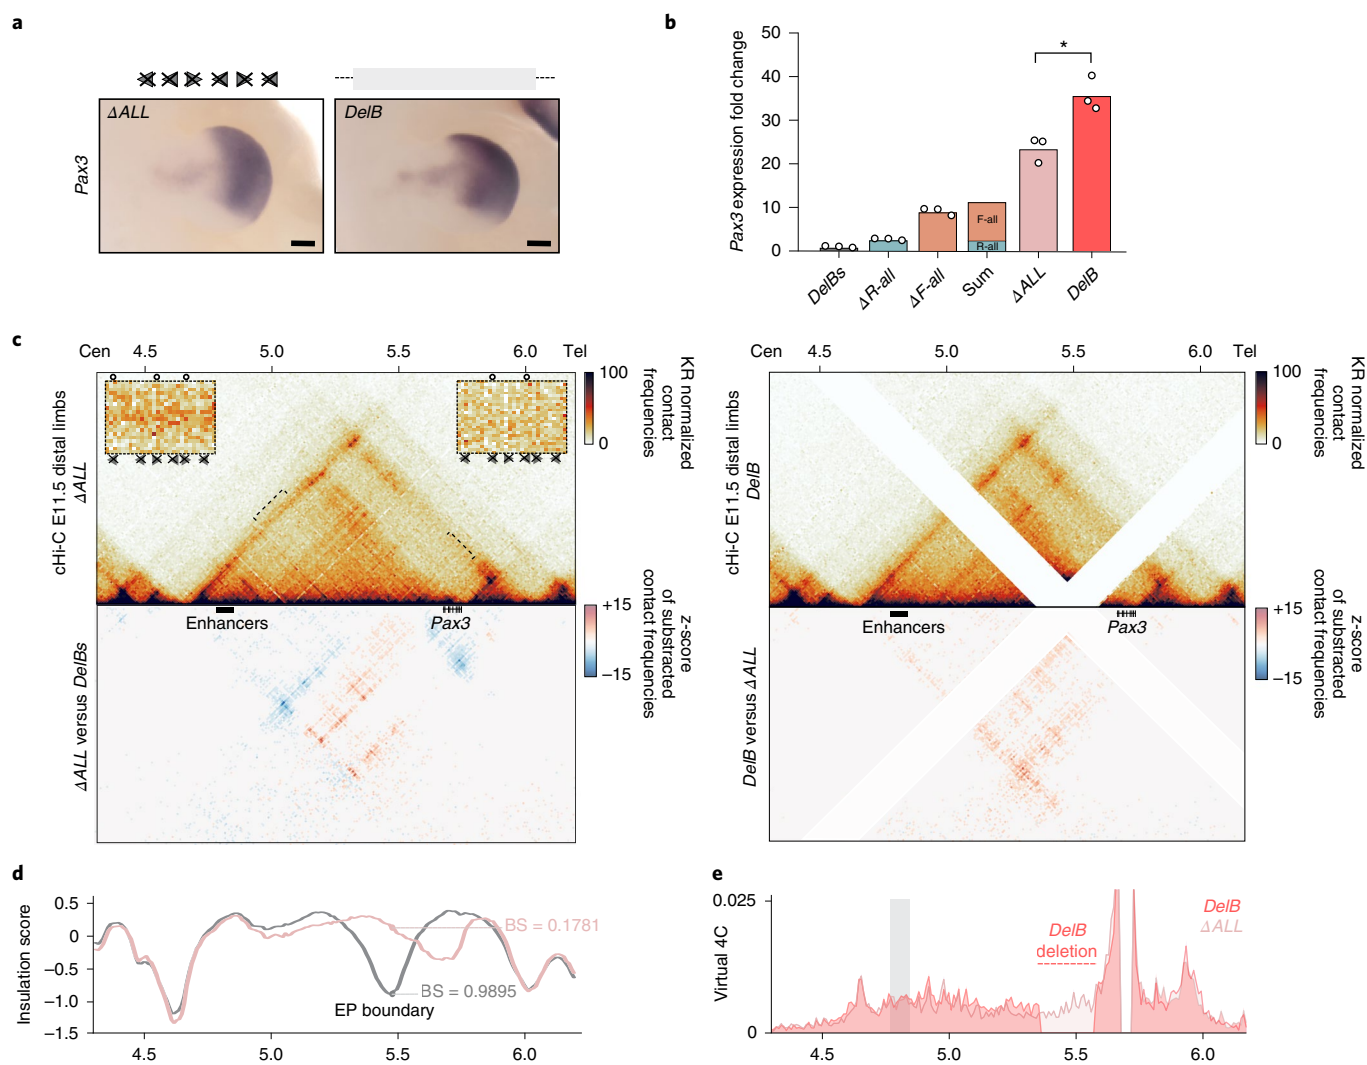 a
ΔALL
DelB
Pax3
b
Pax3 expression fold change
50
40
30
20
10
0
*
F-all
R-all
DelBs
ΔR-all
ΔF-all
Sum
ΔALL
DelB
c
Cen 4.5 5.0 5.5 6.0 Tel
cHi-C E11.5 distal limbs
ΔALL
100
0
KR normalized
contact
frequencies
Enhancers
Pax3
ΔALL versus DelBs
+15
−15
z-score
of substracted
contact frequencies
Cen 4.5 5.0 5.5 6.0 Tel
cHi-C E11.5 distal limbs
DelB
100
0
KR normalized
contact
frequencies
Enhancers
Pax3
DelB versus ΔALL
+15
−15
z-score
of substracted
contact frequencies
d
Insulation score
0.5
0
−0.5
−1.0
−1.5
BS = 0.1781
BS = 0.9895
EP boundary
4.5 5.0 5.5 6.0
e
Virtual 4C
0.025
0
DelB
deletion
DelB
ΔALL
4.5 5.0 5.5 6.0